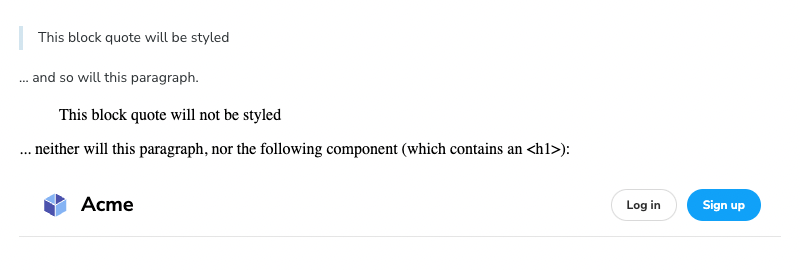 This block quote will be styled
... and so will this paragraph.
This block quote will not be styled
... neither will this paragraph, nor the following component (which contains an <h1>):
Acme
Log in
Sign up